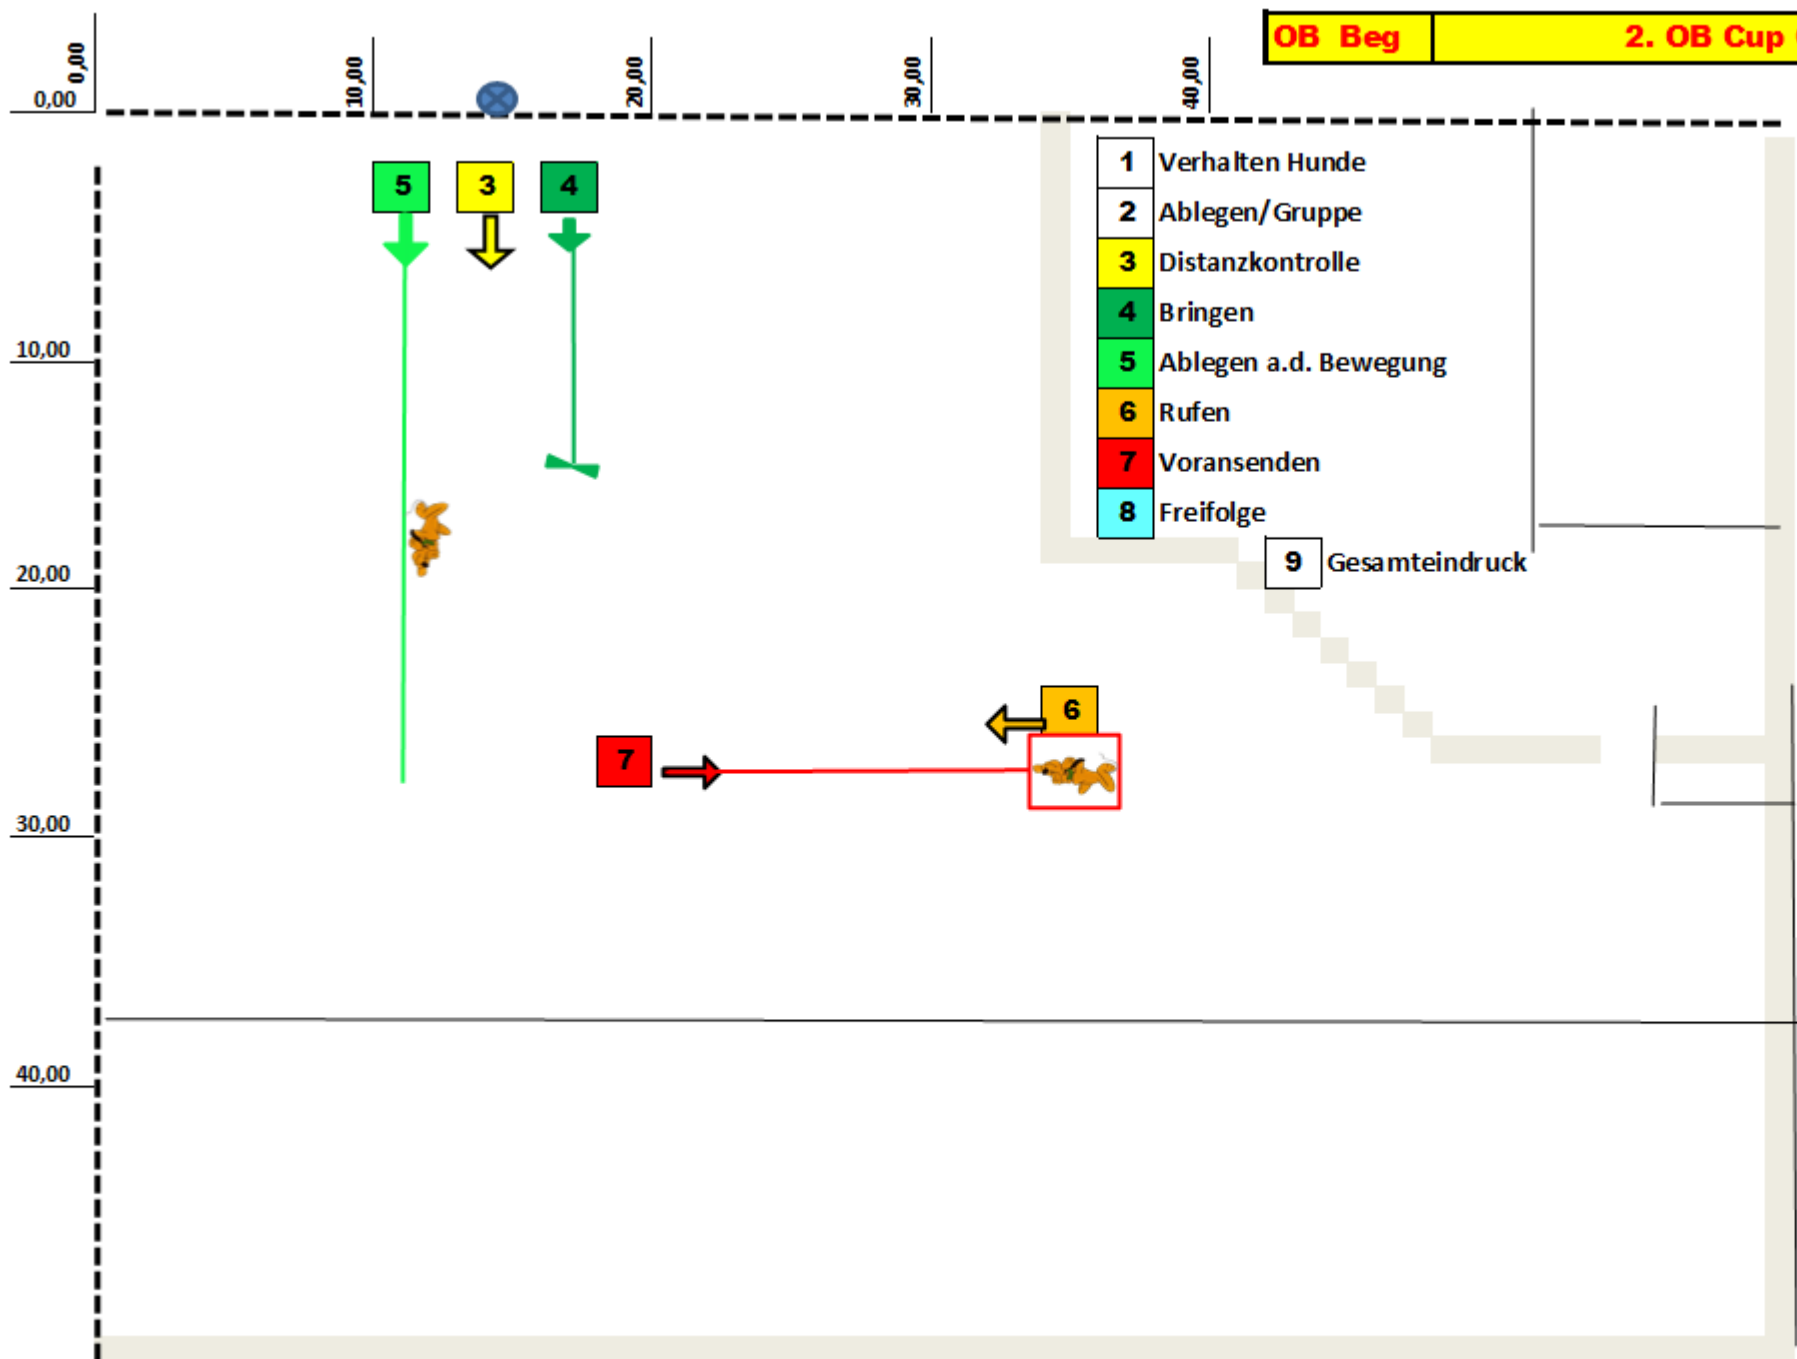 OB Beg 2. OB Cup
0,00 10,00 20,00 30,00 40,00
0,00
5 3 4
1 Verhalten Hunde
2 Ablegen/Gruppe
3 Distanzkontrolle
4 Bringen
10,00
5 Ablegen a.d. Bewegung
6 Rufen
7 Voransenden
8 Freifolge
9 Gesamteindruck
20,00
6
7
30,00
40,00